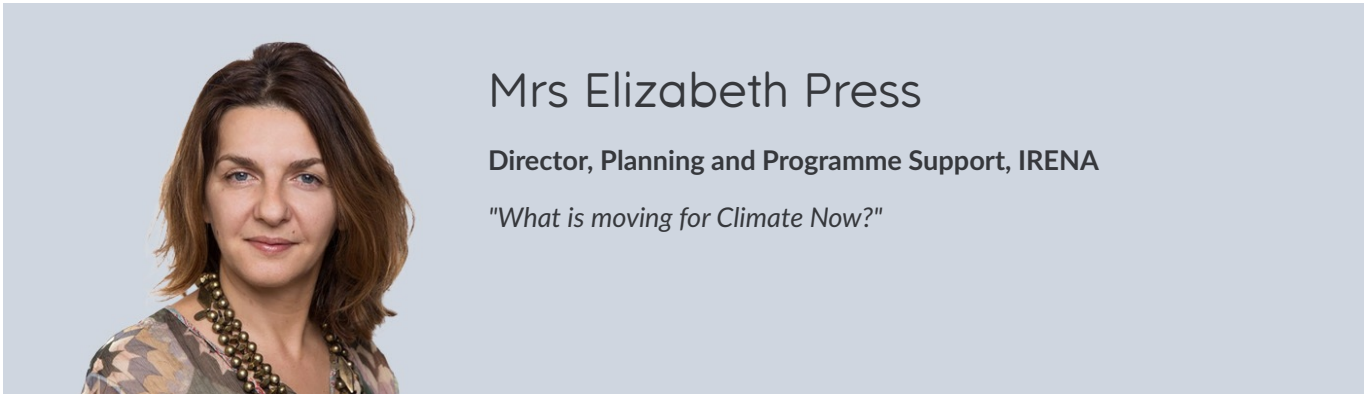 Mrs Elizabeth Press
Director, Planning and Programme Support, IRENA
"What is moving for Climate Now?"